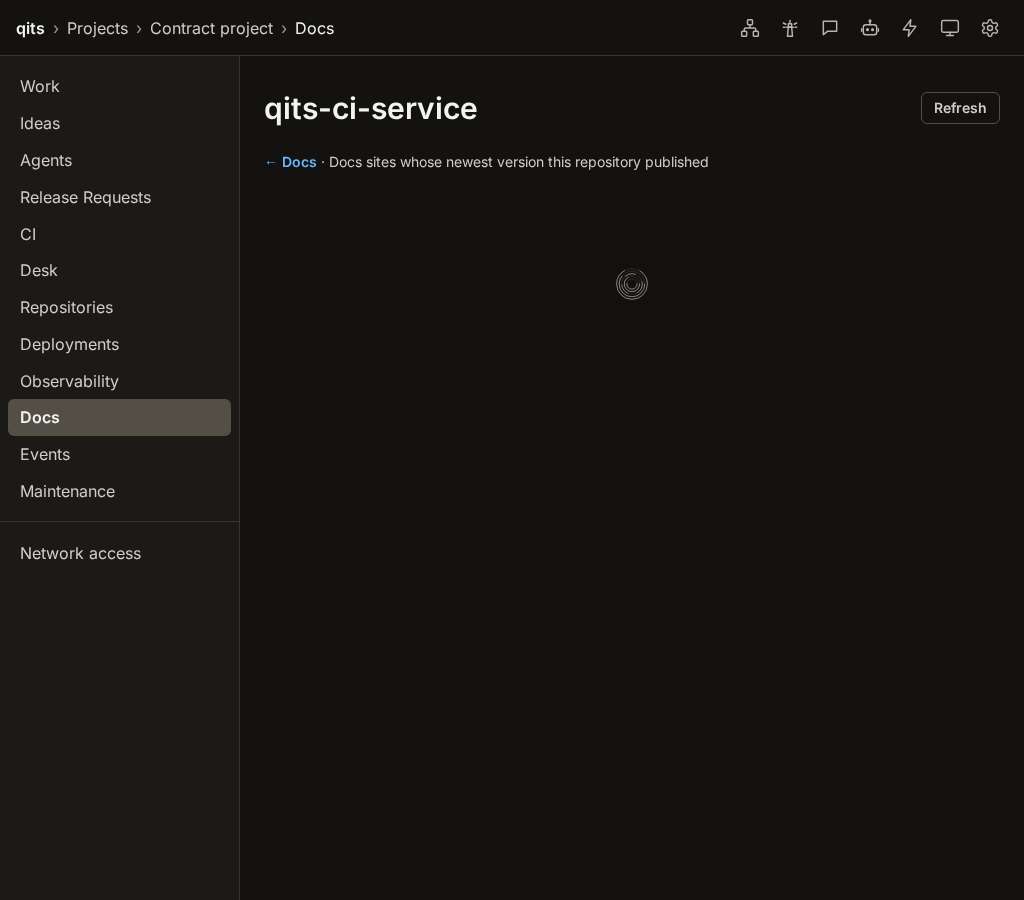 qits › Projects › Contract project › Docs
Work
Ideas
Agents
Release Requests
CI
Desk
Repositories
Deployments
Observability
Docs
Events
Maintenance
Network access
qits-ci-service
Refresh
← Docs · Docs sites whose newest version this repository published